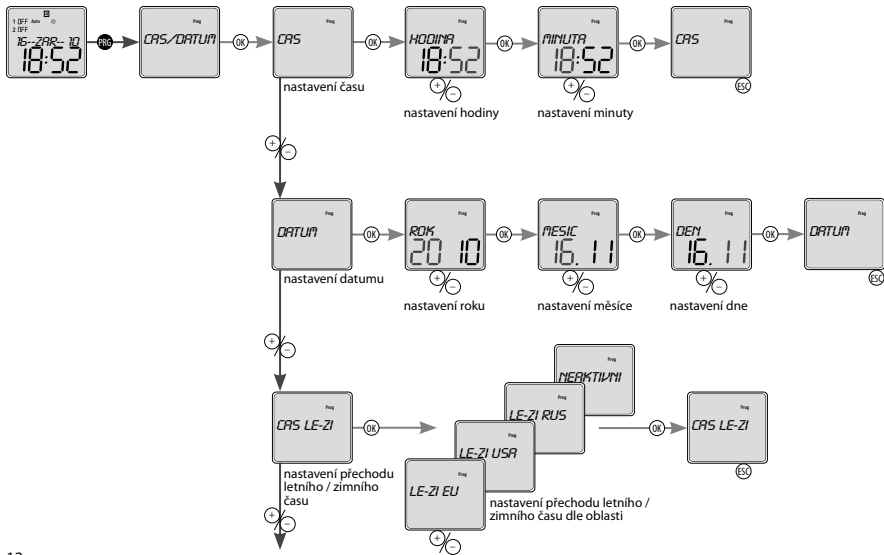 1 OFF Auto
2 OFF
16--ZAR-- 10
18:52
PRG
Prog
CAS/DATUM
OK
Prog
CAS
OK
Prog
HODINA
18:52
OK
Prog
MINUTA
18:52
OK
Prog
CAS
ESC
nastavení času
+/−
nastavení hodiny
+/−
nastavení minuty
+/−
Prog
DATUM
OK
Prog
ROK
20 10
OK
Prog
MESIC
16. 11
OK
Prog
DEN
16. 11
OK
Prog
DATUM
ESC
nastavení datumu
+/−
nastavení roku
+/−
nastavení měsíce
+/−
nastavení dne
+/−
Prog
CAS LE-ZI
OK
Prog
NEAKTIVNI
Prog
LE-ZI RUS
Prog
LE-ZI USA
Prog
LE-ZI EU
OK
Prog
CAS LE-ZI
ESC
nastavení přechodu
letního / zimního
času
nastavení přechodu letního /
zimního času dle oblasti
+/−
+/−